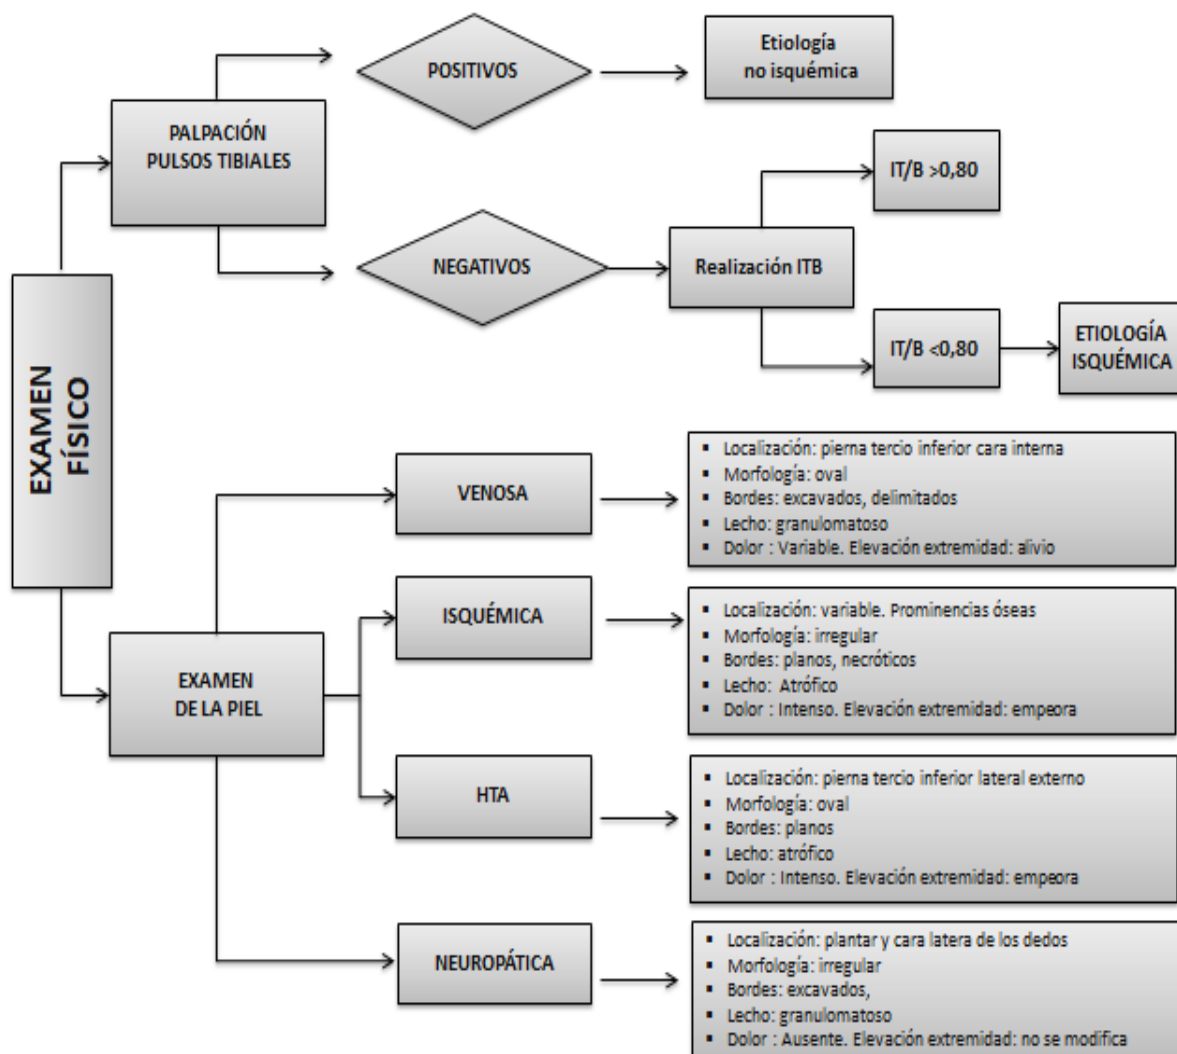 EXAMEN
FÍSICO
PALPACIÓN
PULSOS TIBIALES
POSITIVOS
Etiología
no isquémica
NEGATIVOS
Realización ITB
IT/B >0,80
IT/B <0,80
ETIOLOGÍA
ISQUÉMICA
EXAMEN
DE LA PIEL
VENOSA
▪ Localización: pierna tercio inferior cara interna
▪ Morfología: oval
▪ Bordes: excavados, delimitados
▪ Lecho: granulomatoso
▪ Dolor : Variable. Elevación extremidad: alivio
ISQUÉMICA
▪ Localización: variable. Prominencias óseas
▪ Morfología: irregular
▪ Bordes: planos, necróticos
▪ Lecho: Atrófico
▪ Dolor : Intenso. Elevación extremidad: empeora
HTA
▪ Localización: pierna tercio inferior lateral externo
▪ Morfología: oval
▪ Bordes: planos
▪ Lecho: atrófico
▪ Dolor : Intenso. Elevación extremidad: empeora
NEUROPÁTICA
▪ Localización: plantar y cara latera de los dedos
▪ Morfología: irregular
▪ Bordes: excavados,
▪ Lecho: granulomatoso
▪ Dolor : Ausente. Elevación extremidad: no se modifica